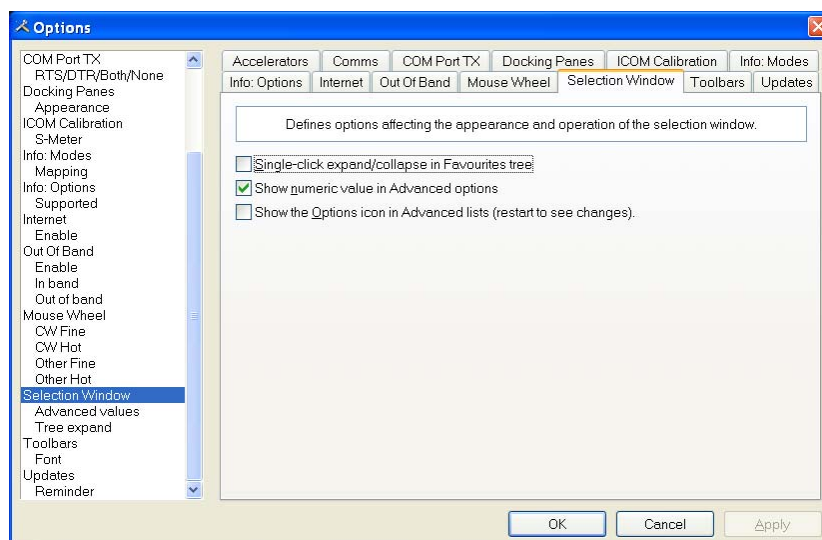 Options
COM Port TX
RTS/DTR/Both/None
Docking Panes
Appearance
ICOM Calibration
S-Meter
Info: Modes
Mapping
Info: Options
Supported
Internet
Enable
Out Of Band
Enable
In band
Out of band
Mouse Wheel
CW Fine
CW Hot
Other Fine
Other Hot
Selection Window
Advanced values
Tree expand
Toolbars
Font
Updates
Reminder
Accelerators Comms COM Port TX Docking Panes ICOM Calibration Info: Modes
Info: Options Internet Out Of Band Mouse Wheel Selection Window Toolbars Updates
Defines options affecting the appearance and operation of the selection window.
Single-click expand/collapse in Favourites tree
Show numeric value in Advanced options
Show the Options icon in Advanced lists (restart to see changes).
OK Cancel Apply